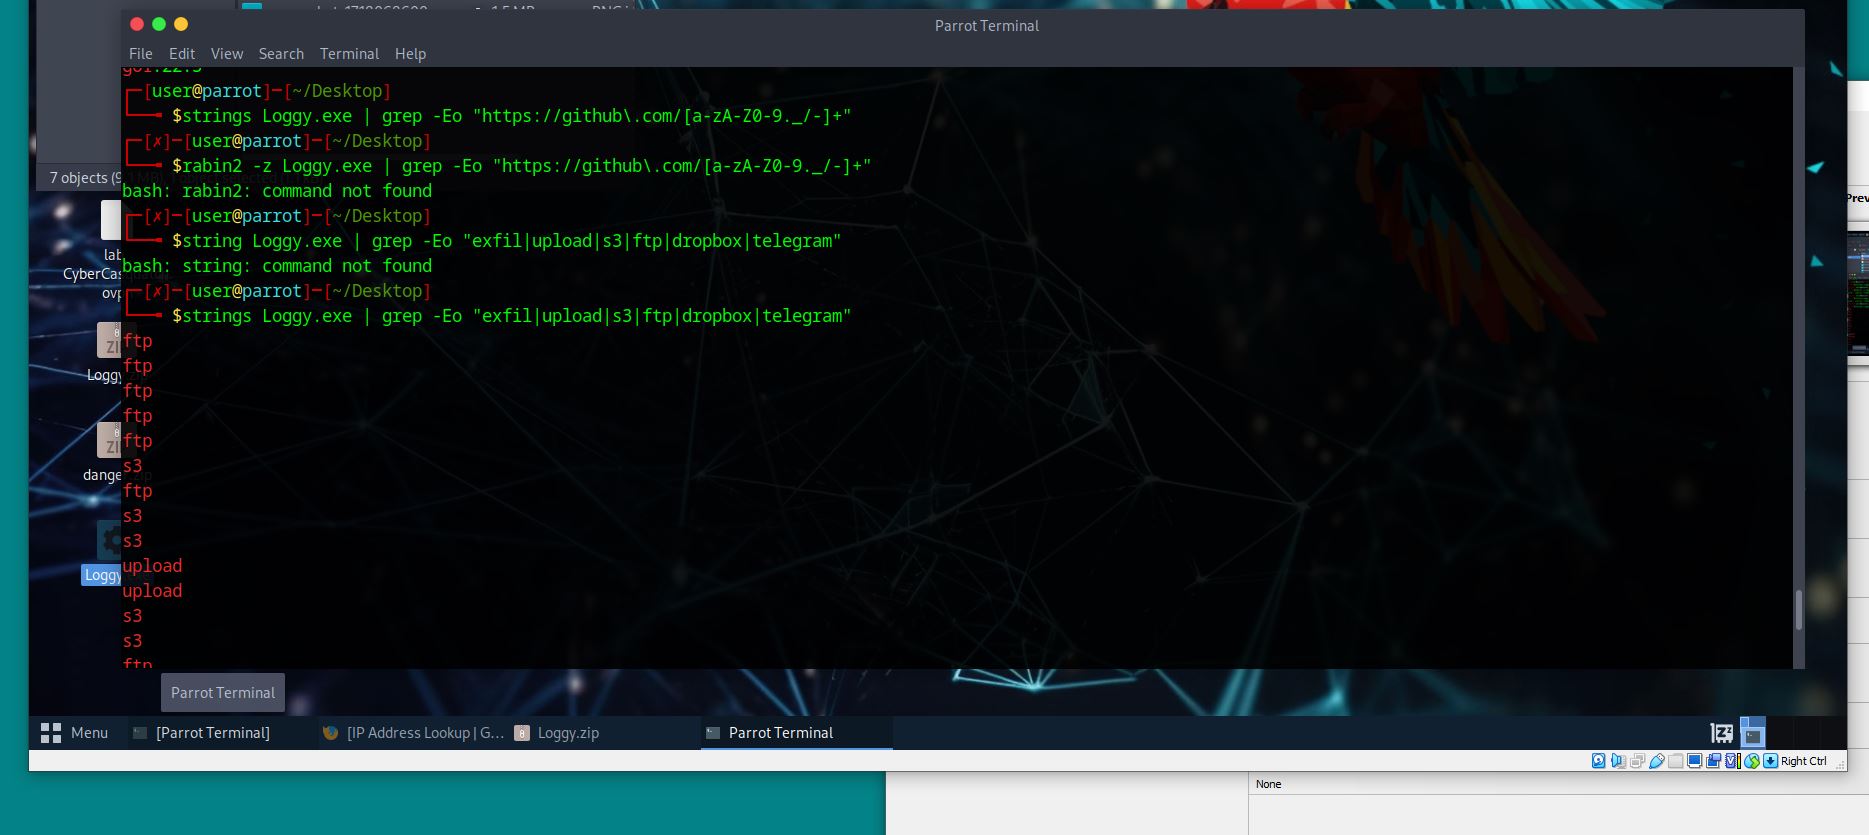 Parrot Terminal
File Edit View Search Terminal Help
┌─[user@parrot]─[~/Desktop]
└──╼ $strings Loggy.exe | grep -Eo "https://github\.com/[a-zA-Z0-9._/-]+"
┌─[✗]─[user@parrot]─[~/Desktop]
└──╼ $rabin2 -z Loggy.exe | grep -Eo "https://github\.com/[a-zA-Z0-9._/-]+"
bash: rabin2: command not found
┌─[✗]─[user@parrot]─[~/Desktop]
└──╼ $string Loggy.exe | grep -Eo "exfil|upload|s3|ftp|dropbox|telegram"
bash: string: command not found
┌─[✗]─[user@parrot]─[~/Desktop]
└──╼ $strings Loggy.exe | grep -Eo "exfil|upload|s3|ftp|dropbox|telegram"
ftp
ftp
ftp
ftp
ftp
s3
ftp
s3
s3
upload
upload
s3
s3
ftp
7 objects (9
lab
CyberCas
ovp
Loggy
ZI
dange
Loggy
Prev
Parrot Terminal
Menu [Parrot Terminal] [IP Address Lookup | G... Loggy.zip Parrot Terminal
Right Ctrl
None